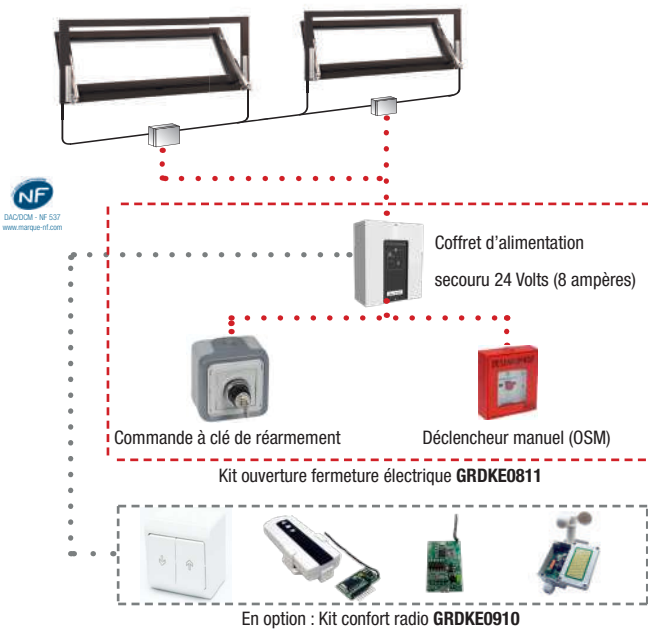 NF
DAC/DCM - NF 537
www.marque-nf.com
Coffret d'alimentation
secouru 24 Volts (8 ampères)
Commande à clé de réarmement
Déclencheur manuel (OSM)
Kit ouverture fermeture électrique GRDKE0811
En option : Kit confort radio GRDKE0910